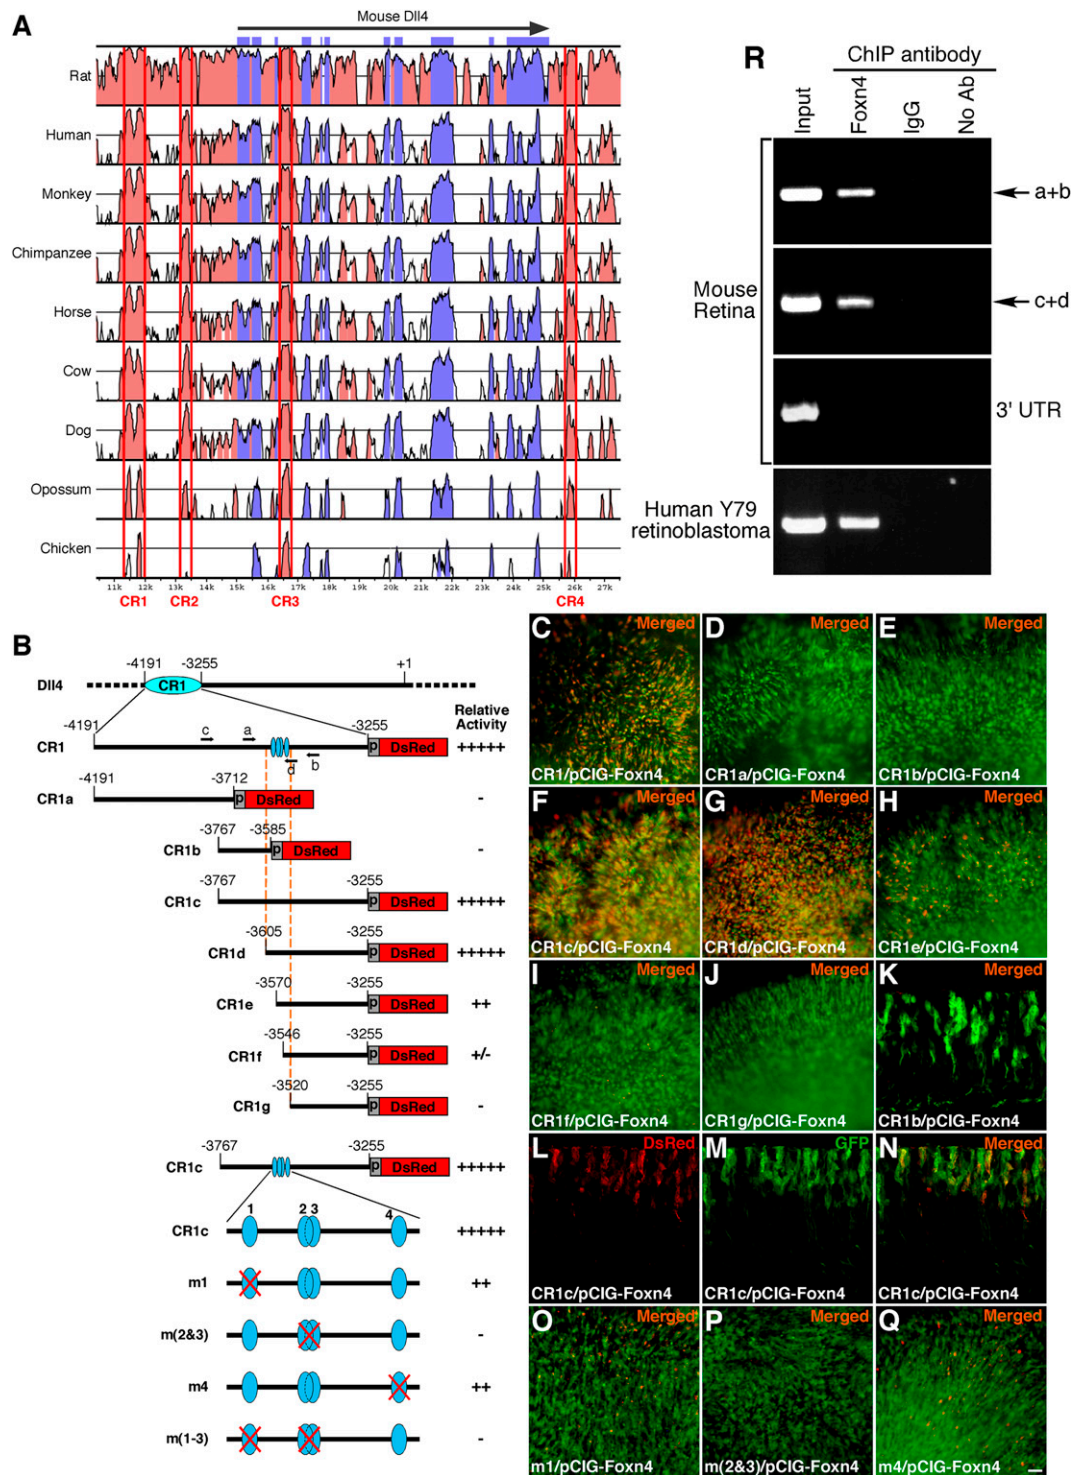 A
Mouse Dll4
Rat
Human
Monkey
Chimpanzee
Horse
Cow
Dog
Opossum
Chicken
11k 12k 13k 14k 15k 16k 17k 18k 19k 20k 21k 22k 23k 24k 25k 26k 27k
CR1 CR2 CR3 CR4
R
ChIP antibody
Input Foxn4 IgG No Ab
Mouse Retina
a+b
c+d
3' UTR
Human Y79
retinoblastoma
B
-4191 -3255 +1
Dll4 CR1
Relative
Activity
-4191 -3255
CR1 c a d b p DsRed +++++
-4191 -3712
CR1a p DsRed -
-3767 -3585
CR1b p DsRed -
-3767 -3255
CR1c p DsRed +++++
-3605 -3255
CR1d p DsRed +++++
-3570 -3255
CR1e p DsRed ++
-3546 -3255
CR1f p DsRed +/-
-3520 -3255
CR1g p DsRed -
-3767 -3255
CR1c p DsRed +++++
1 2 3 4
CR1c +++++
m1 ++
m(2&3) -
m4 ++
m(1-3) -
C Merged
CR1/pCIG-Foxn4
D Merged
CR1a/pCIG-Foxn4
E Merged
CR1b/pCIG-Foxn4
F Merged
CR1c/pCIG-Foxn4
G Merged
CR1d/pCIG-Foxn4
H Merged
CR1e/pCIG-Foxn4
I Merged
CR1f/pCIG-Foxn4
J Merged
CR1g/pCIG-Foxn4
K Merged
CR1b/pCIG-Foxn4
L DsRed
CR1c/pCIG-Foxn4
M GFP
CR1c/pCIG-Foxn4
N Merged
CR1c/pCIG-Foxn4
O Merged
m1/pCIG-Foxn4
P Merged
m(2&3)/pCIG-Foxn4
Q Merged
m4/pCIG-Foxn4